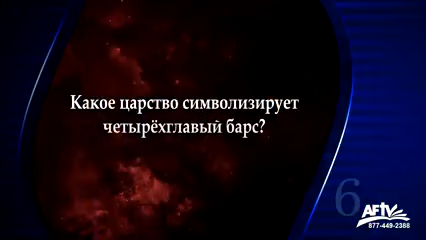 Какое царство символизирует
четырёхглавый барс?
6
AFTV
877-449-2388